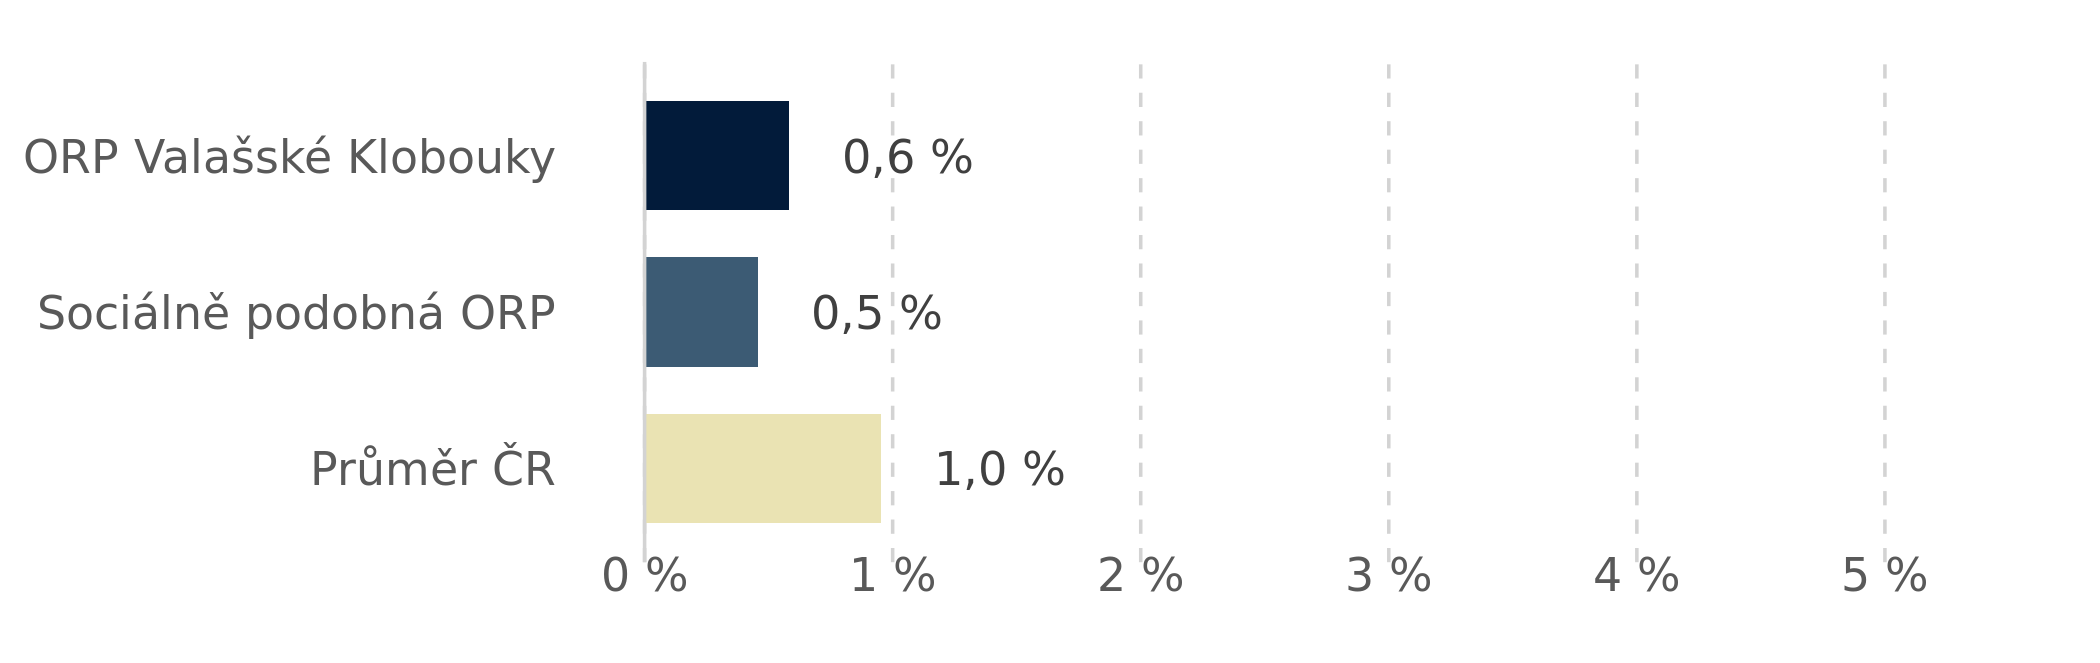 ORP Valašské Klobouky 0,6 %
Sociálně podobná ORP 0,5 %
Průměr ČR 1,0 %
0 % 1 % 2 % 3 % 4 % 5 %